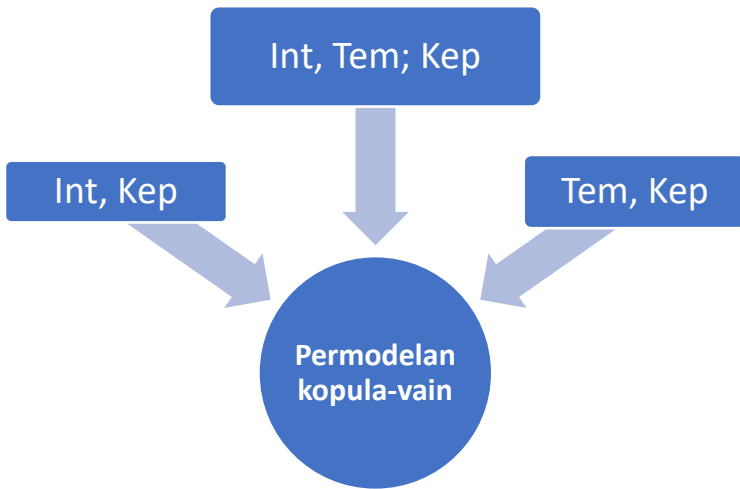 Int, Tem; Kep
Int, Kep
Tem, Kep
Permodelan
kopula-vain